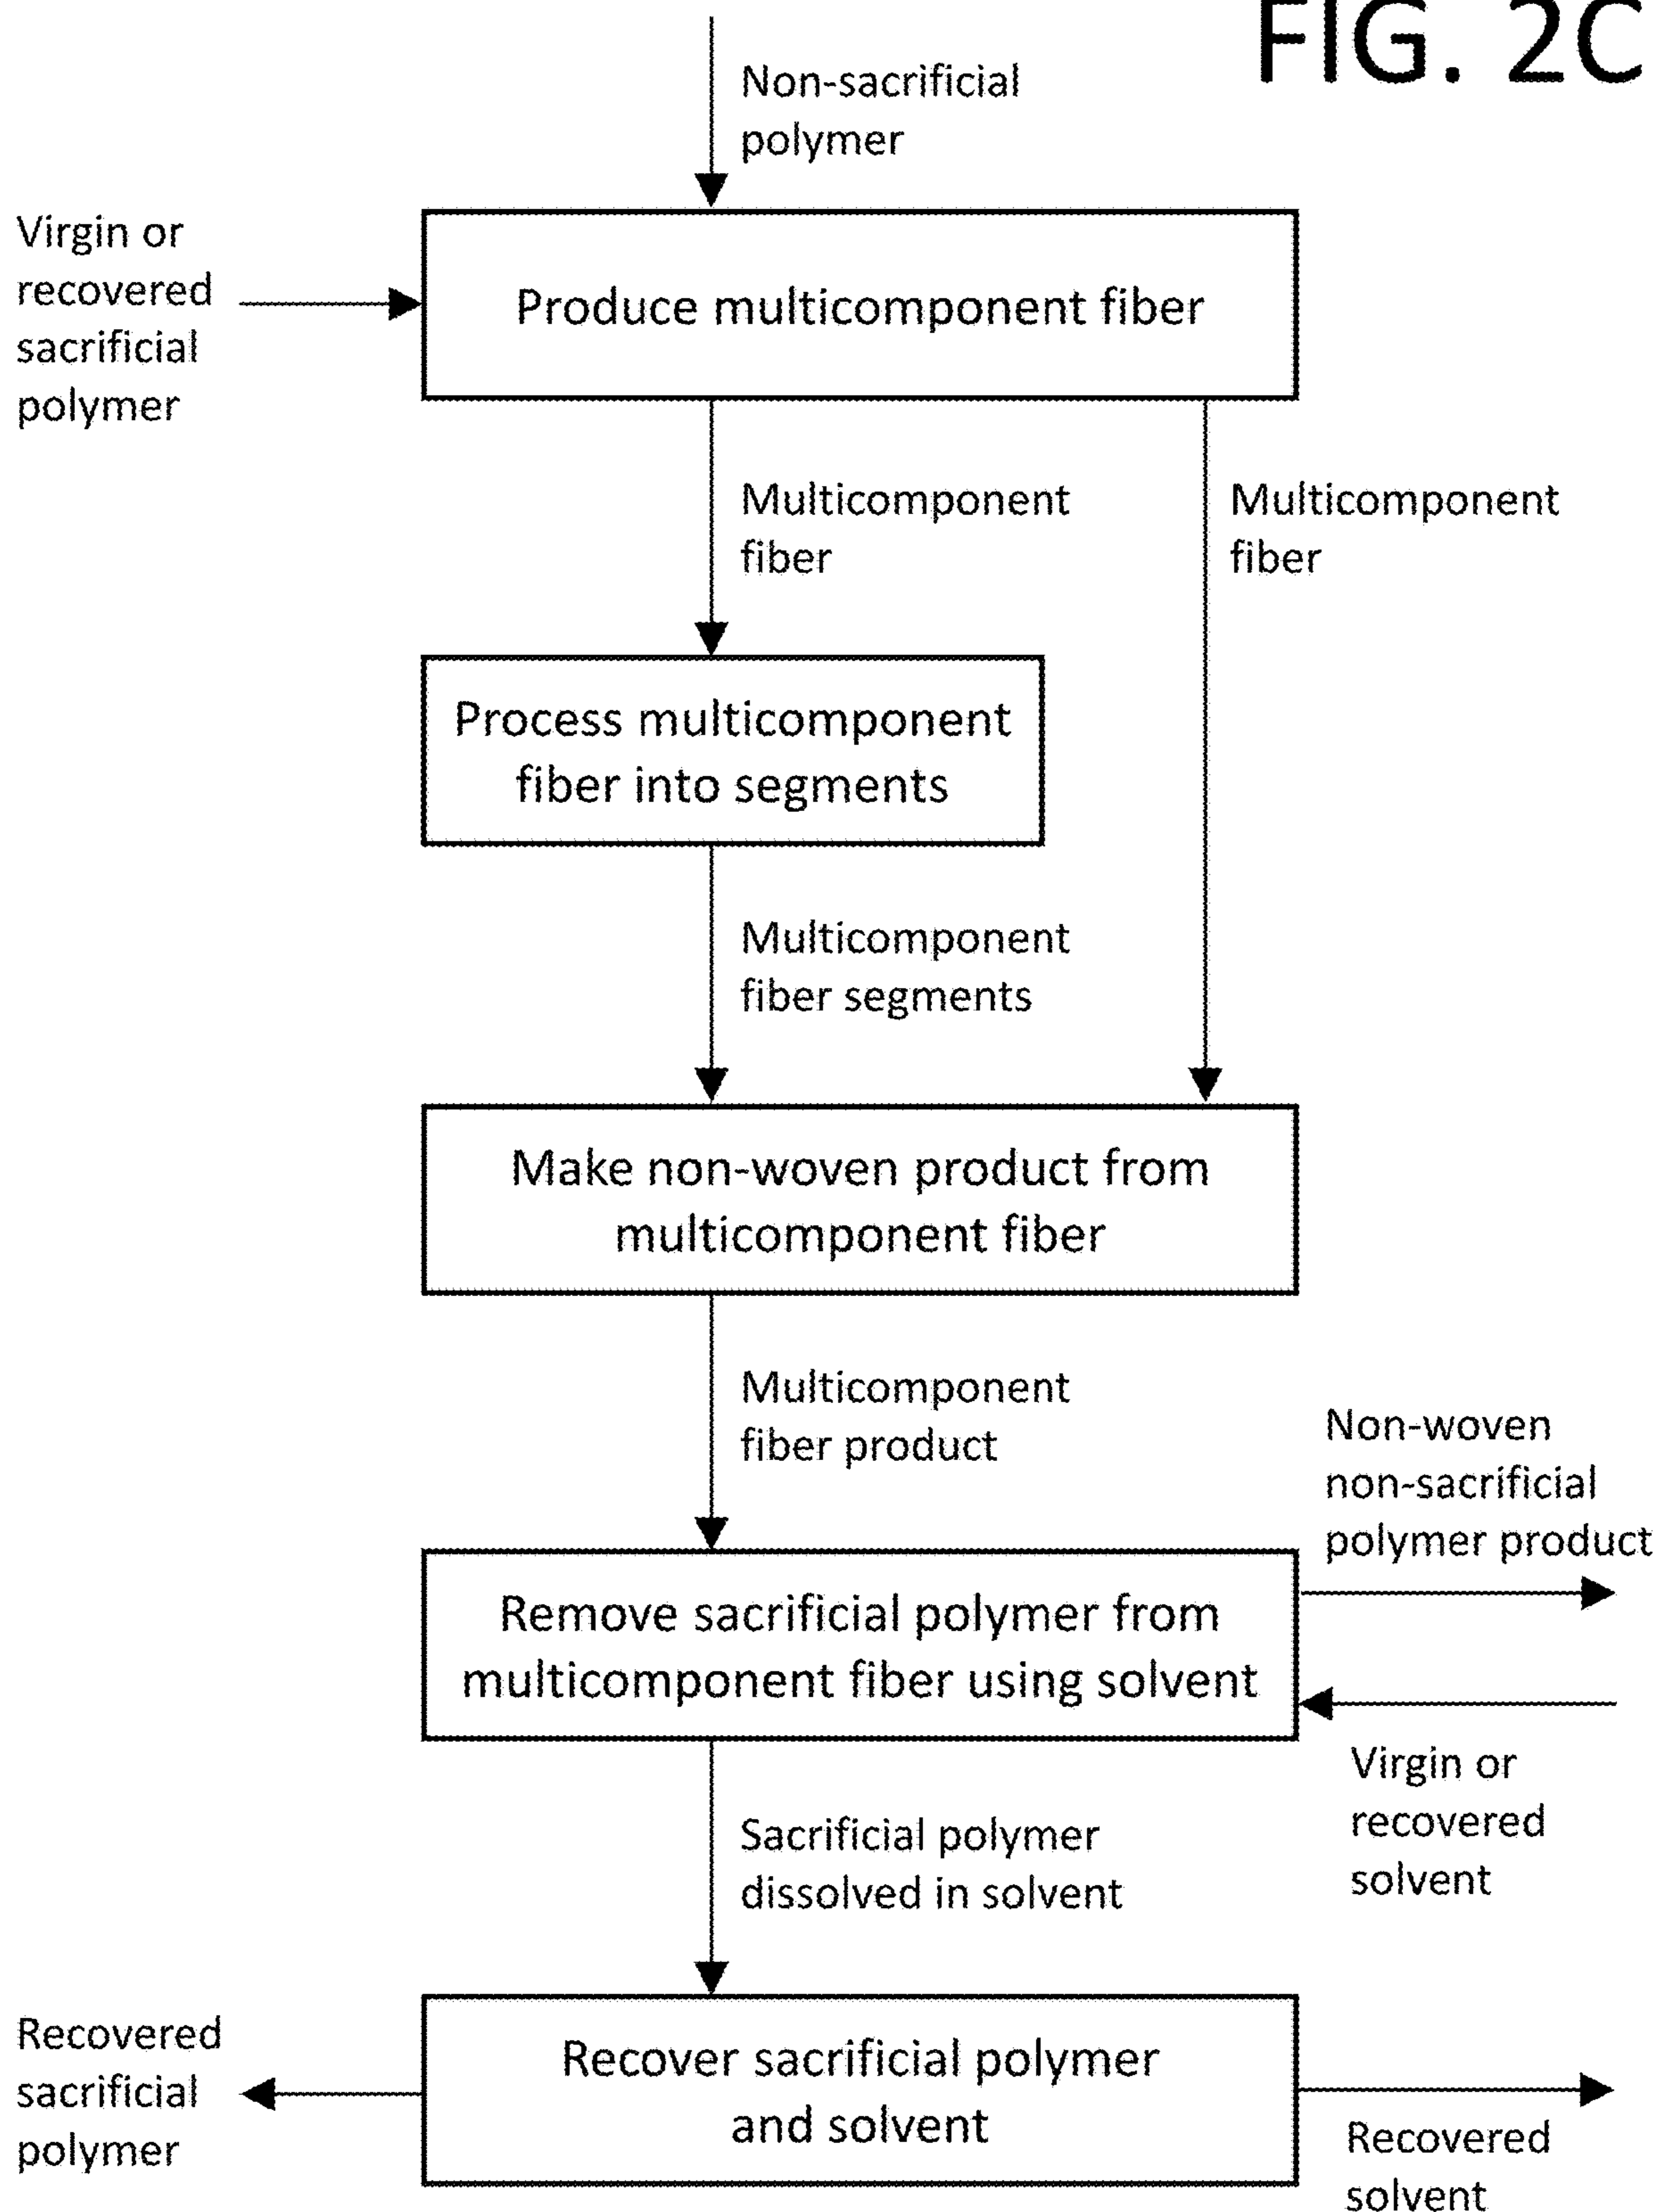 FIG. 2C
Non-sacrificial
polymer
Virgin or
recovered
sacrificial
polymer
Produce multicomponent fiber
Multicomponent
fiber
Multicomponent
fiber
Process multicomponent
fiber into segments
Multicomponent
fiber segments
Make non-woven product from
multicomponent fiber
Multicomponent
fiber product
Non-woven
non-sacrificial
polymer product
Remove sacrificial polymer from
multicomponent fiber using solvent
Virgin or
recovered
solvent
Sacrificial polymer
dissolved in solvent
Recovered
sacrificial
polymer
Recover sacrificial polymer
and solvent
Recovered
solvent